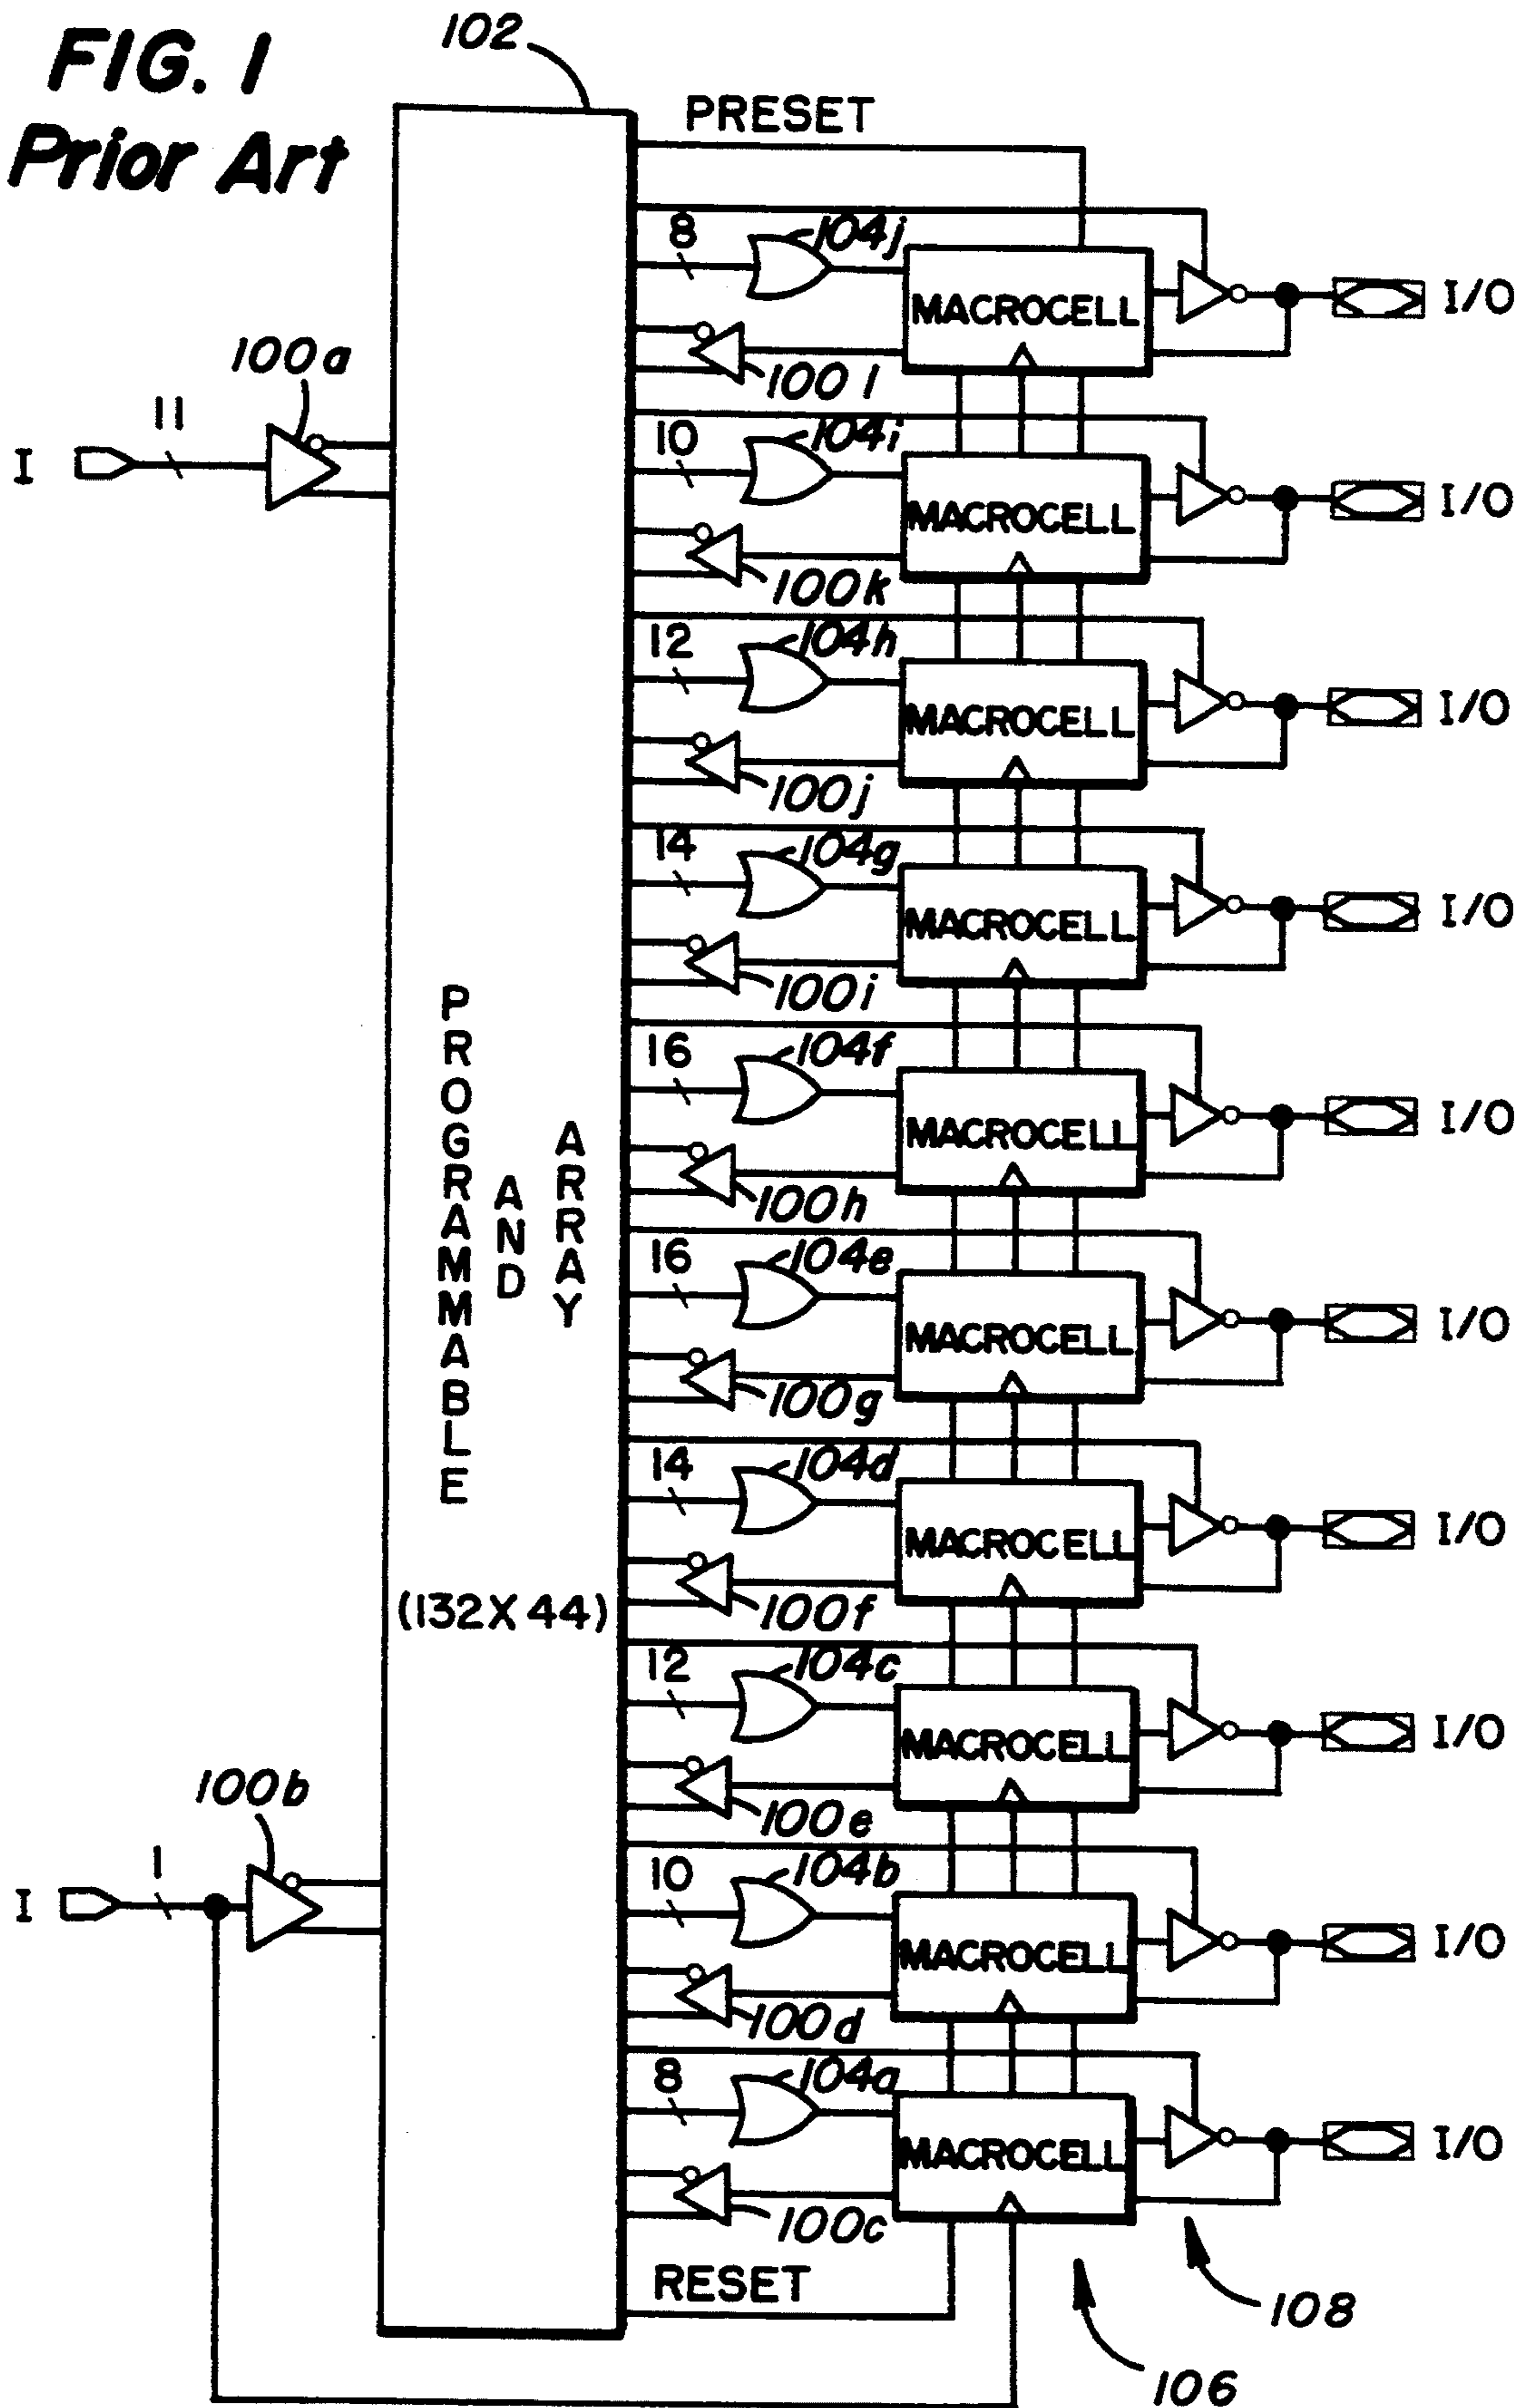 FIG. 1
Prior Art
102
PRESET
8
104j
MACROCELL
I/O
100l
100a
11
I
10
104i
MACROCELL
I/O
100k
12
104h
MACROCELL
I/O
100j
14
104g
MACROCELL
I/O
100i
16
104f
MACROCELL
I/O
100h
PROGRAMMABLE
AND
ARRAY
(132X44)
16
104e
MACROCELL
I/O
100g
14
104d
MACROCELL
I/O
100f
12
104c
MACROCELL
I/O
100e
100b
1
I
10
104b
MACROCELL
I/O
100d
8
104a
MACROCELL
I/O
100c
RESET
108
106